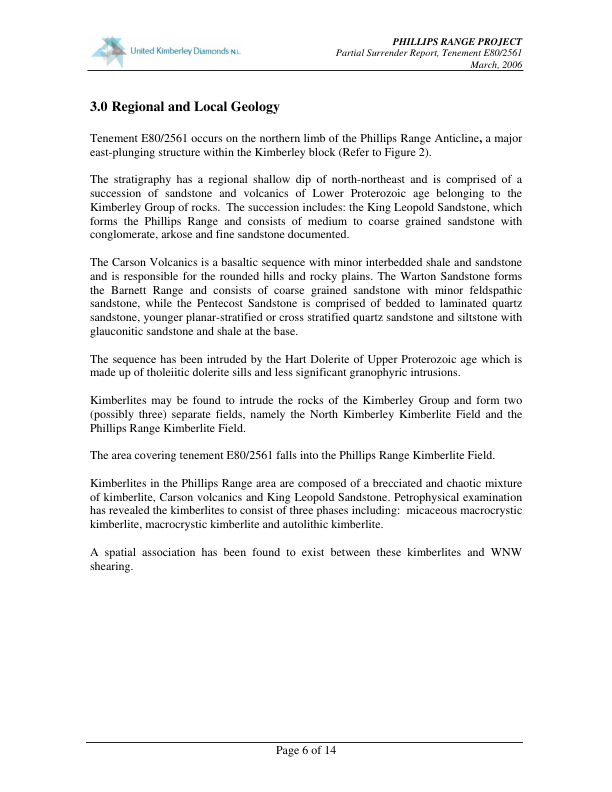 United Kimberley Diamonds N.L.
PHILLIPS RANGE PROJECT
Partial Surrender Report, Tenement E80/2561
March, 2006
3.0 Regional and Local Geology
Tenement E80/2561 occurs on the northern limb of the Phillips Range Anticline, a major
east-plunging structure within the Kimberley block (Refer to Figure 2).
The stratigraphy has a regional shallow dip of north-northeast and is comprised of a
succession of sandstone and volcanics of Lower Proterozoic age belonging to the
Kimberley Group of rocks. The succession includes: the King Leopold Sandstone, which
forms the Phillips Range and consists of medium to coarse grained sandstone with
conglomerate, arkose and fine sandstone documented.
The Carson Volcanics is a basaltic sequence with minor interbedded shale and sandstone
and is responsible for the rounded hills and rocky plains. The Warton Sandstone forms
the Barnett Range and consists of coarse grained sandstone with minor feldspathic
sandstone, while the Pentecost Sandstone is comprised of bedded to laminated quartz
sandstone, younger planar-stratified or cross stratified quartz sandstone and siltstone with
glauconitic sandstone and shale at the base.
The sequence has been intruded by the Hart Dolerite of Upper Proterozoic age which is
made up of tholeiitic dolerite sills and less significant granophyric intrusions.
Kimberlites may be found to intrude the rocks of the Kimberley Group and form two
(possibly three) separate fields, namely the North Kimberley Kimberlite Field and the
Phillips Range Kimberlite Field.
The area covering tenement E80/2561 falls into the Phillips Range Kimberlite Field.
Kimberlites in the Phillips Range area are composed of a brecciated and chaotic mixture
of kimberlite, Carson volcanics and King Leopold Sandstone. Petrophysical examination
has revealed the kimberlites to consist of three phases including: micaceous macrocrystic
kimberlite, macrocrystic kimberlite and autolithic kimberlite.
A spatial association has been found to exist between these kimberlites and WNW
shearing.
Page 6 of 14